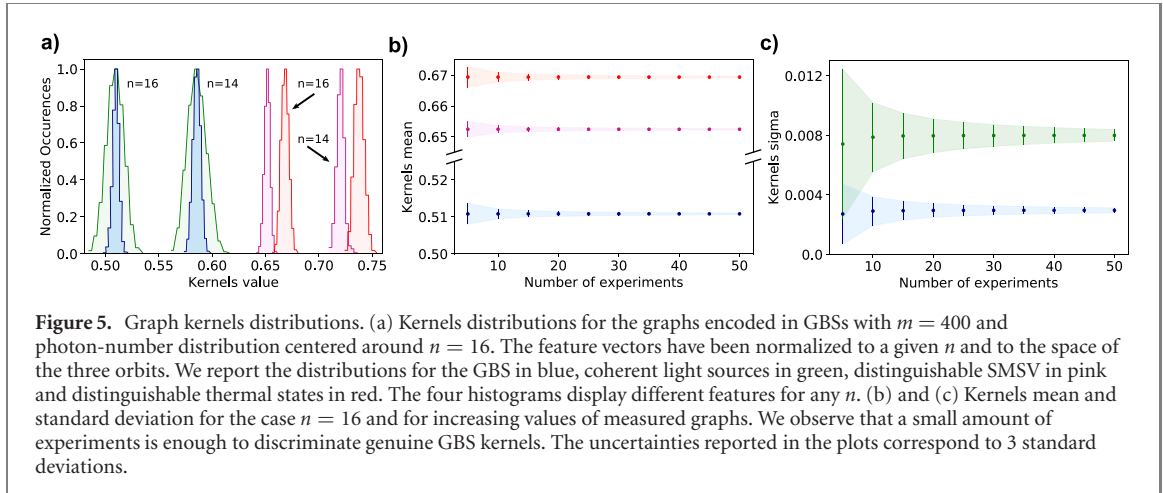 a)
n=16
n=14
n=16
n=14
1.0
0.8
0.6
0.4
0.2
0.0
Normalized Occurences
0.50
0.55
0.60
0.65
0.70
0.75
Kernels value
b)
0.67
0.66
0.65
0.52
0.51
0.50
Kernels mean
10
20
30
40
50
Number of experiments
c)
0.012
0.008
0.004
0.0
Kernels sigma
10
20
30
40
50
Number of experiments
Figure 5. Graph kernels distributions. (a) Kernels distributions for the graphs encoded in GBSs with m = 400 and
photon-number distribution centered around n = 16. The feature vectors have been normalized to a given n and to the space of
the three orbits. We report the distributions for the GBS in blue, coherent light sources in green, distinguishable SMSV in pink
and distinguishable thermal states in red. The four histograms display different features for any n. (b) and (c) Kernels mean and
standard deviation for the case n = 16 and for increasing values of measured graphs. We observe that a small amount of
experiments is enough to discriminate genuine GBS kernels. The uncertainties reported in the plots correspond to 3 standard
deviations.